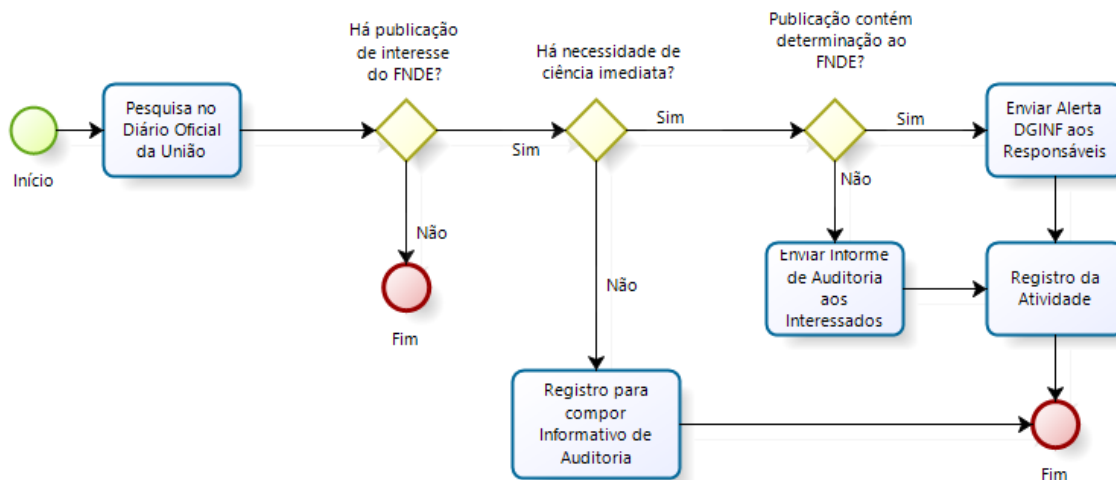 Há publicação
de interesse
do FNDE?
Há necessidade de
ciência imediata?
Publicação contém
determinação ao
FNDE?
Pesquisa no
Diário Oficial
da União
Início
Sim
Sim
Sim
Enviar Alerta
DGINF aos
Responsáveis
Não
Fim
Não
Não
Enviar Informe
de Auditoria
aos
Interessados
Registro da
Atividade
Registro para
compor
Informativo de
Auditoria
Fim